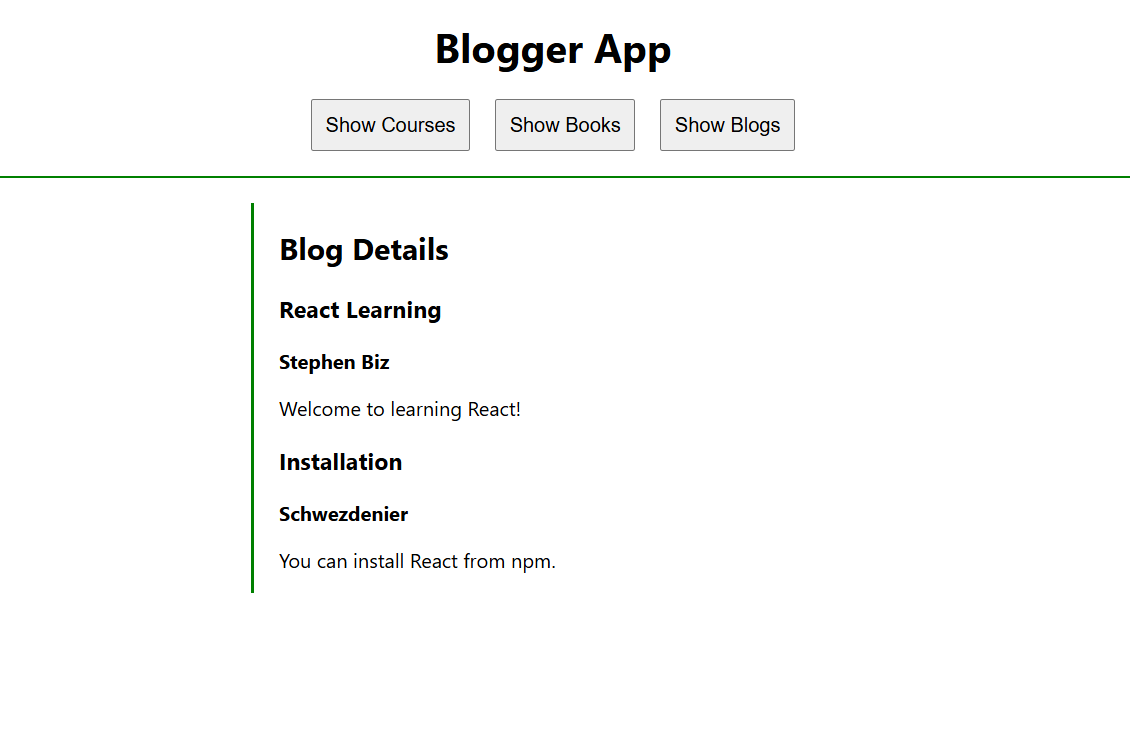 Blogger App
Show Courses Show Books Show Blogs
Blog Details
React Learning
Stephen Biz
Welcome to learning React!
Installation
Schwezdenier
You can install React from npm.